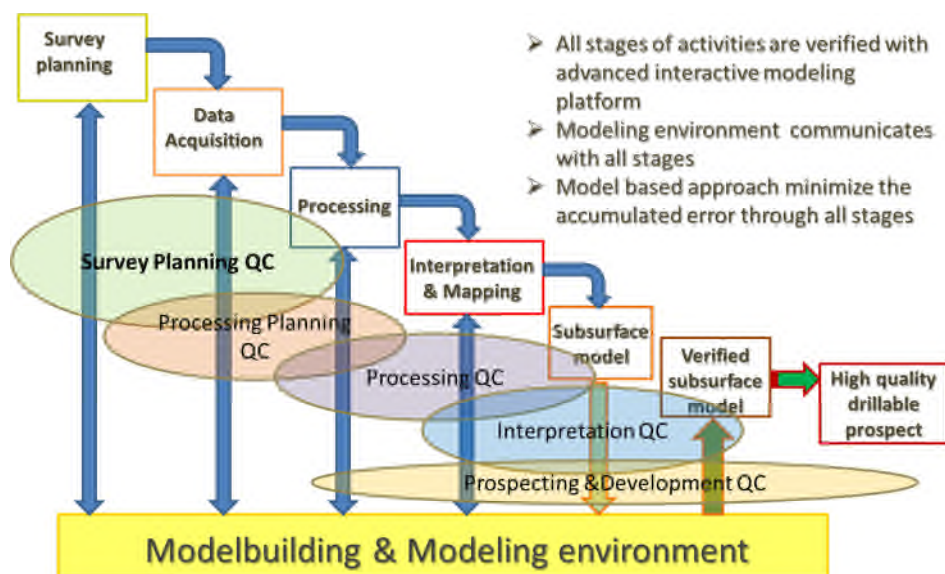 Survey
planning
Data
Acquisition
Processing
Interpretation
& Mapping
Subsurface
model
Verified
subsurface
model
High quality
drillable
prospect
➢ All stages of activities are verified with
advanced interactive modeling
platform
➢ Modeling environment communicates
with all stages
➢ Model based approach minimize the
accumulated error through all stages
Survey Planning QC
Processing Planning
QC
Processing QC
Interpretation QC
Prospecting &Development QC
Modelbuilding & Modeling environment